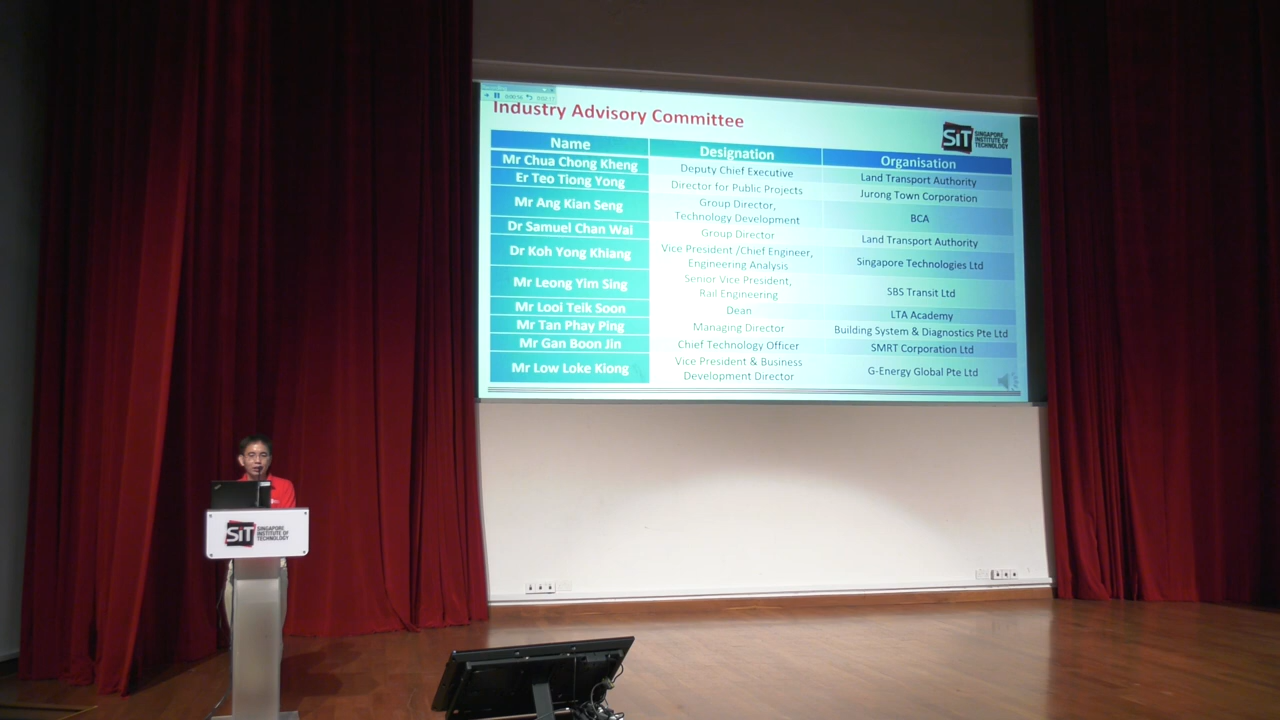 Industry Advisory Committee
SiT SINGAPORE
INSTITUTE OF
TECHNOLOGY
Name Designation Organisation
Mr Chua Chong Kheng Deputy Chief Executive Land Transport Authority
Er Teo Tiong Yong Director for Public Projects Jurong Town Corporation
Mr Ang Kian Seng Group Director,
Technology Development BCA
Dr Samuel Chan Wai Group Director Land Transport Authority
Dr Koh Yong Khiang Vice President /Chief Engineer,
Engineering Analysis Singapore Technologies Ltd
Mr Leong Yim Sing Senior Vice President,
Rail Engineering SBS Transit Ltd
Mr Looi Teik Soon Dean LTA Academy
Mr Tan Phay Ping Managing Director Building System & Diagnostics Pte Ltd
Mr Gan Boon Jin Chief Technology Officer SMRT Corporation Ltd
Mr Low Loke Kiong Vice President & Business
Development Director G-Energy Global Pte Ltd
SiT SINGAPORE
INSTITUTE OF
TECHNOLOGY